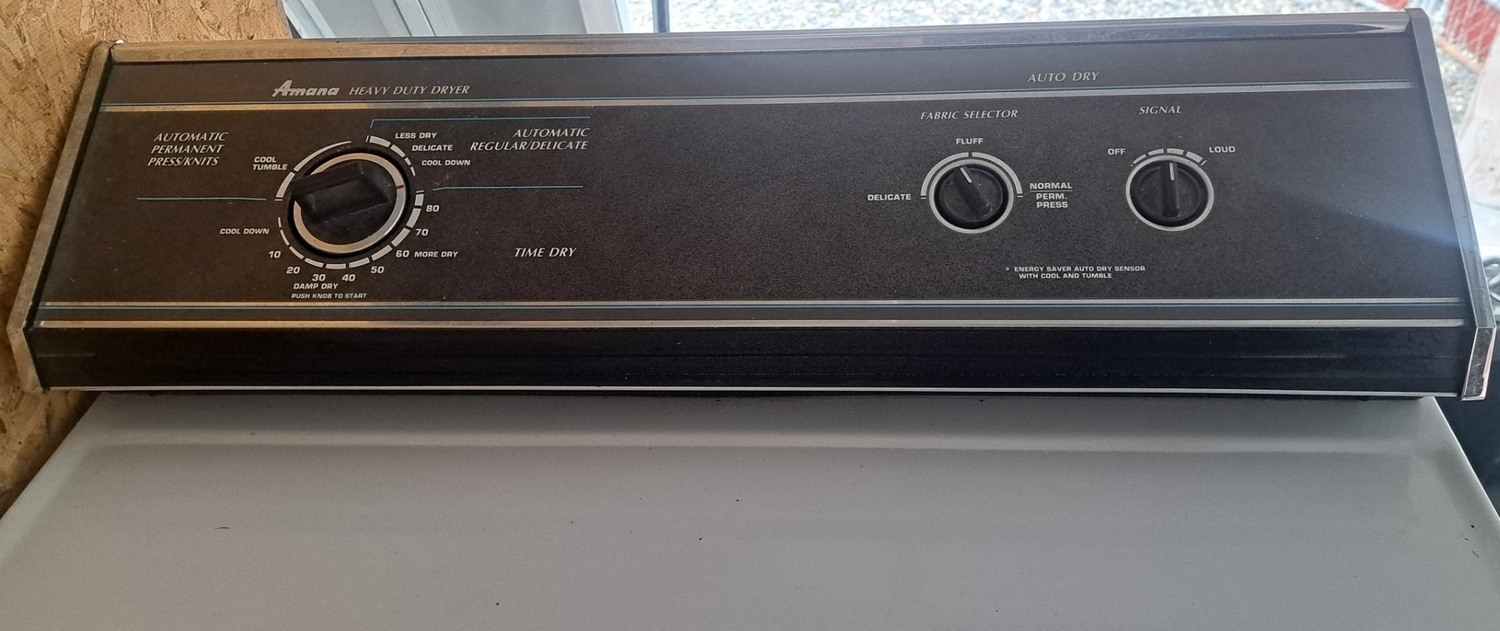 Amana HEAVY DUTY DRYER
AUTO DRY
AUTOMATIC
PERMANENT
PRESS/KNITS
COOL
TUMBLE
LESS DRY
DELICATE
COOL DOWN
AUTOMATIC
REGULAR/DELICATE
80
70
60 MORE DRY
50
40
30
20
10
COOL DOWN
DAMP DRY
PUSH KNOB TO START
TIME DRY
FABRIC SELECTOR
FLUFF
DELICATE
NORMAL
PERM.
PRESS
SIGNAL
OFF
LOUD
* ENERGY SAVER AUTO DRY SENSOR
WITH COOL AND TUMBLE